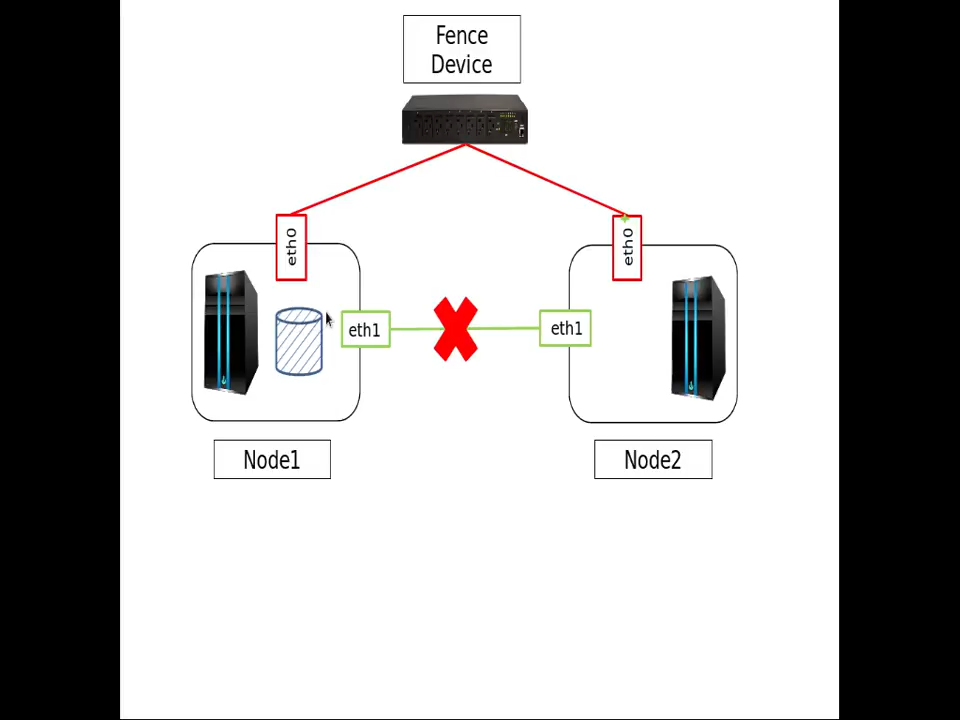 Fence
Device
eth0
eth0
eth1
eth1
Node1
Node2